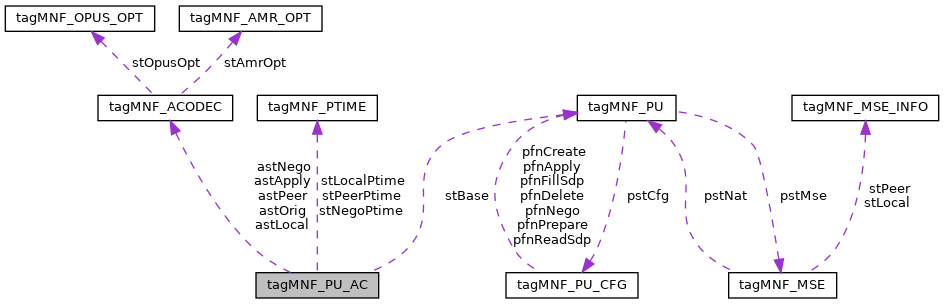 tagMNF_OPUS_OPT
tagMNF_AMR_OPT
stOpusOpt
stAmrOpt
tagMNF_ACODEC
tagMNF_PTIME
tagMNF_PU
tagMNF_MSE_INFO
astNego
astApply
astPeer
astOrig
astLocal
stLocalPtime
stPeerPtime
stNegoPtime
stBase
pfnCreate
pfnApply
pfnFillSdp
pfnDelete
pfnNego
pfnPrepare
pfnReadSdp
pstCfg
pstNat
pstMse
stPeer
stLocal
tagMNF_PU_AC
tagMNF_PU_CFG
tagMNF_MSE